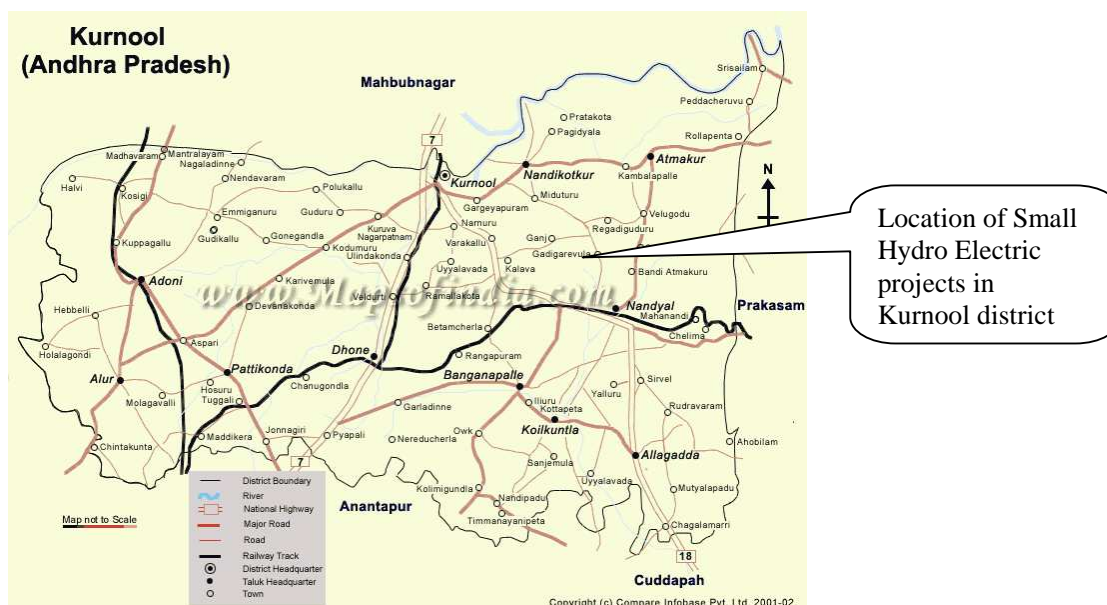 Kurnool
(Andhra Pradesh)
Mahbubnagar
Srisailam
Peddacheruvu
Pratakota
Pagidyala
Rollapenta
7
Madhavaram
Mantralayam
Nagaladinne
Atmakur
Nandikotkur
Kambalapalle
N
Halvi
Kosigi
Nendavaram
Polukallu
Kurnool
Gargeyapuram
Miduturu
Emmiganuru
Guduru
Kuruva
Nagarpatnam
Narnuru
Velugodu
Regadiguduru
Kuppagallu
Gudikallu
Gonegandla
Kodumuru
Ulindakonda
Varakallu
Ganj
Gadigarevula
Uyyalavada
Kalava
Bandi Atmakuru
Adoni
Karivemula
www.Mapsofindia.com
Devanakonda
Veldurti
Ramallakota
Nandyal
Mahanandi
Prakasam
Hebbelli
Betamcherla
Chelima
Holalagondi
Aspari
Dhone
Rangapuram
Alur
Pattikonda
Chanugondla
Banganapalle
Sirvel
Yalluru
Hosuru
Tuggali
Molagavalli
Garladinne
Iliuru
Kottapeta
Rudravaram
Koilkuntla
Chintakunta
Maddikera
Jonnagiri
Pyapali
Nereducherla
Owk
Ahobilam
Allagadda
Sanjemula
7
Uyyalavada
Kolimigundla
Nandipadu
Mutyalapadu
Timmanayanipeta
Anantapur
Chagalamarri
18
Cuddapah
Map not to Scale
District Boundary
River
National Highway
Major Road
Road
Railway Track
District Headquarter
Taluk Headquarter
Town
Copyright (c) Compare Infobase Pvt. Ltd. 2001-02
Location of Small
Hydro Electric
projects in
Kurnool district